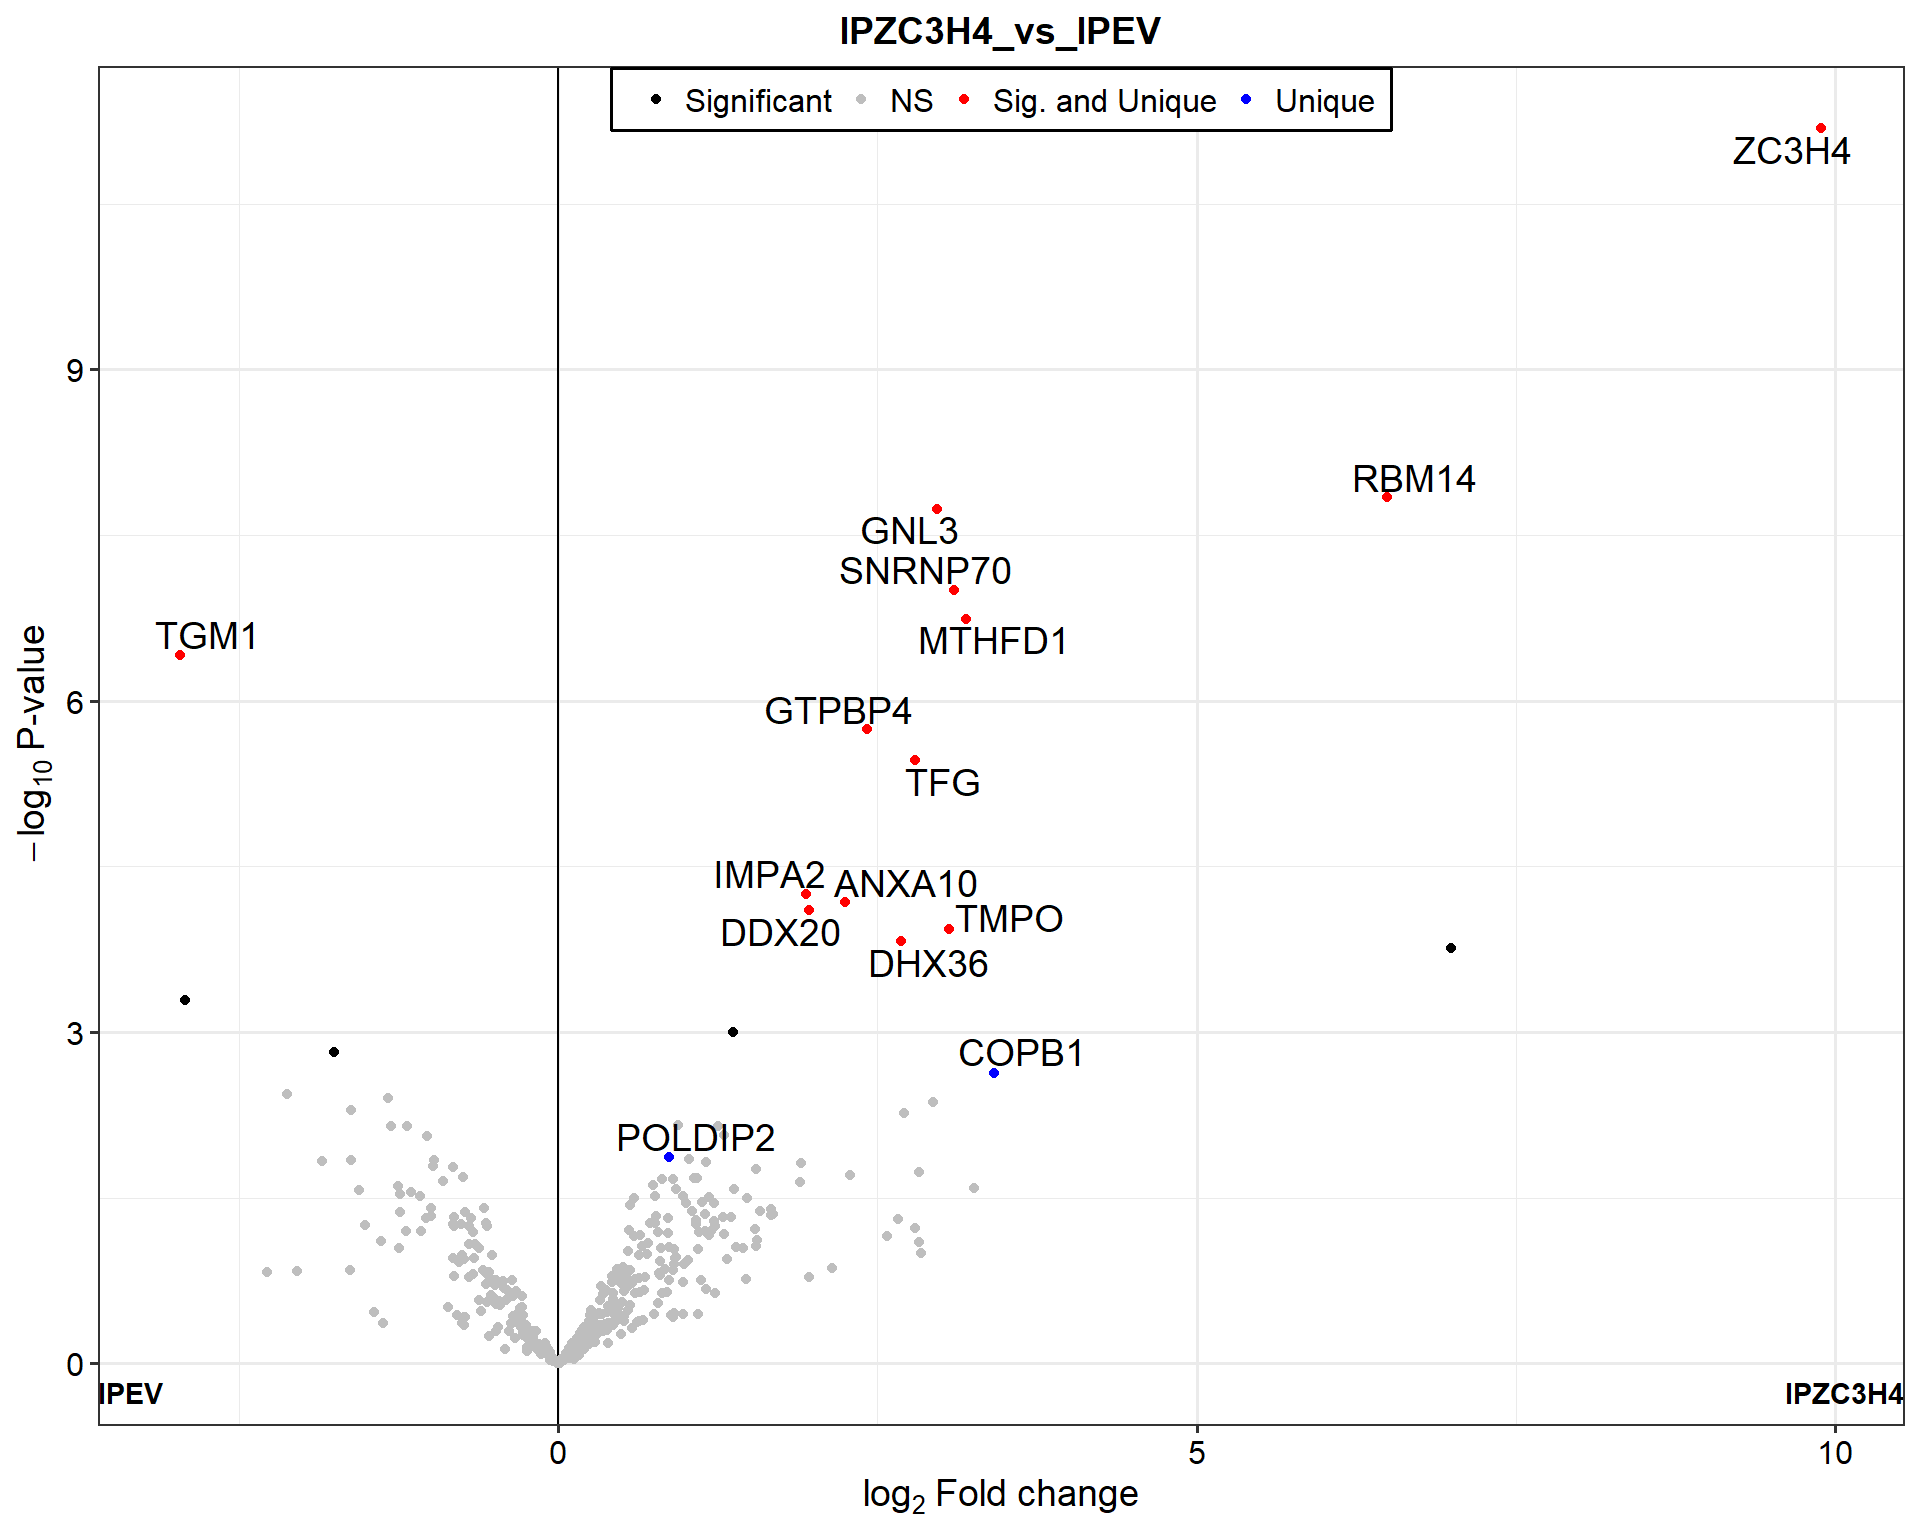 IPZC3H4_vs_IPEV
Significant NS Sig. and Unique Unique
ZC3H4
RBM14
GNL3
SNRNP70
MTHFD1
TGM1
GTPBP4
TFG
IMPA2
ANXA10
TMPO
DDX20
DHX36
COPB1
POLDIP2
9
6
3
0
−log10 P-value
IPEV
IPZC3H4
0 5 10
log2 Fold change